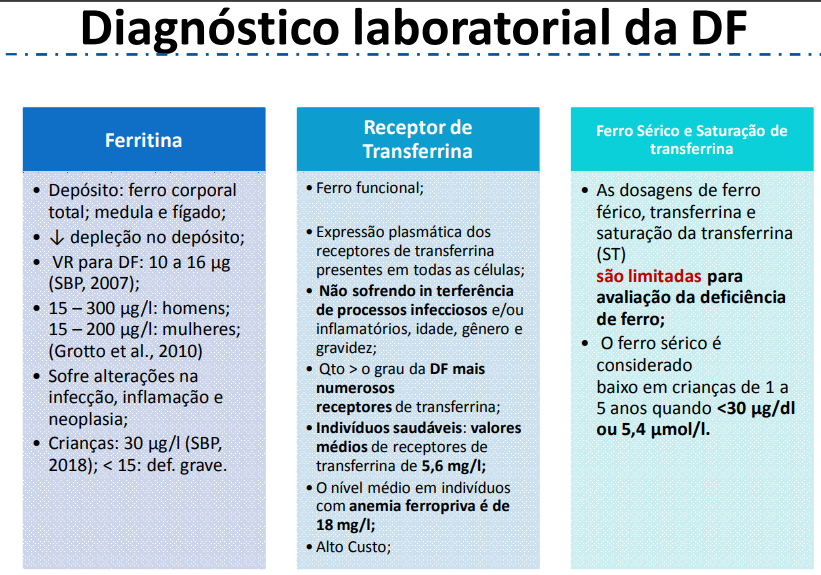 Diagnóstico laboratorial da DF
Ferritina
• Depósito: ferro corporal
total; medula e fígado;
• ↓ depleção no depósito;
• VR para DF: 10 a 16 µg
(SBP, 2007);
• 15 – 300 µg/l: homens;
15 – 200 µg/l: mulheres;
(Grotto et al., 2010)
• Sofre alterações na
infecção, inflamação e
neoplasia;
• Crianças: 30 µg/l (SBP,
2018); < 15: def. grave.
Receptor de
Transferrina
• Ferro funcional;
• Expressão plasmática dos
receptores de transferrina
presentes em todas as células;
• Não sofrendo in terferência
de processos infecciosos e/ou
inflamatórios, idade, gênero e
gravidez;
• Qto > o grau da DF mais
numerosos
receptores de transferrina;
• Indivíduos saudáveis: valores
médios de receptores de
transferrina de 5,6 mg/l;
• O nível médio em indivíduos
com anemia ferropriva é de
18 mg/l;
• Alto Custo;
Ferro Sérico e Saturação de
transferrina
• As dosagens de ferro
férico, transferrina e
saturação da transferrina
(ST)
são limitadas para
avaliação da deficiência
de ferro;
• O ferro sérico é
considerado
baixo em crianças de 1 a
5 anos quando <30 µg/dl
ou 5,4 µmol/l.